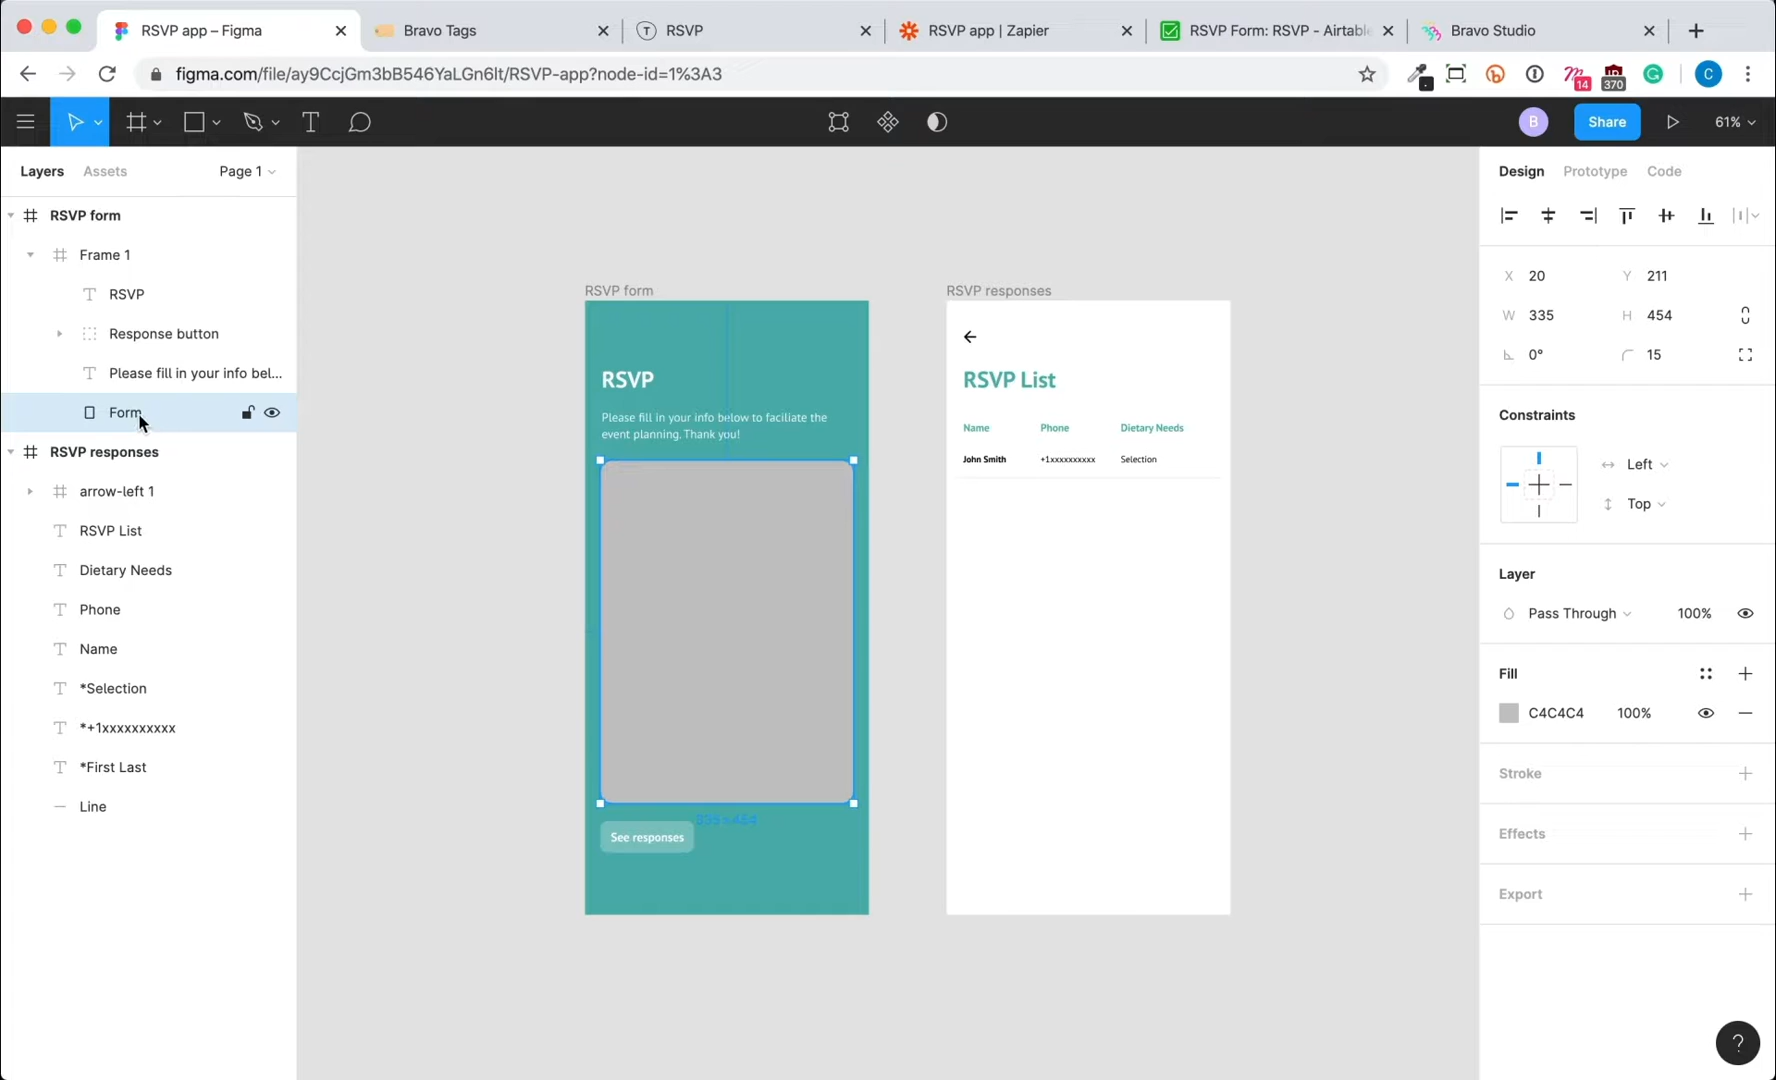 RSVP app – Figma
Bravo Tags
RSVP
RSVP app | Zapier
RSVP Form: RSVP - Airtable
Bravo Studio
figma.com/file/ay9CcjGm3bB546YaLGn6lt/RSVP-app?node-id=1%3A3
14
370
C
B
Share
61%
Layers
Assets
Page 1
Design
Prototype
Code
RSVP form
Frame 1
RSVP
Response button
Please fill in your info bel...
Form
RSVP responses
arrow-left 1
RSVP List
Dietary Needs
Phone
Name
*Selection
*+1xxxxxxxxxx
*First Last
Line
RSVP form
RSVP
Please fill in your info below to faciliate the
event planning. Thank you!
335 × 454
See responses
RSVP responses
RSVP List
Name
Phone
Dietary Needs
John Smith
+1xxxxxxxxxx
Selection
X 20
Y 211
W 335
H 454
0°
15
Constraints
Left
Top
Layer
Pass Through
100%
Fill
C4C4C4
100%
Stroke
Effects
Export
?